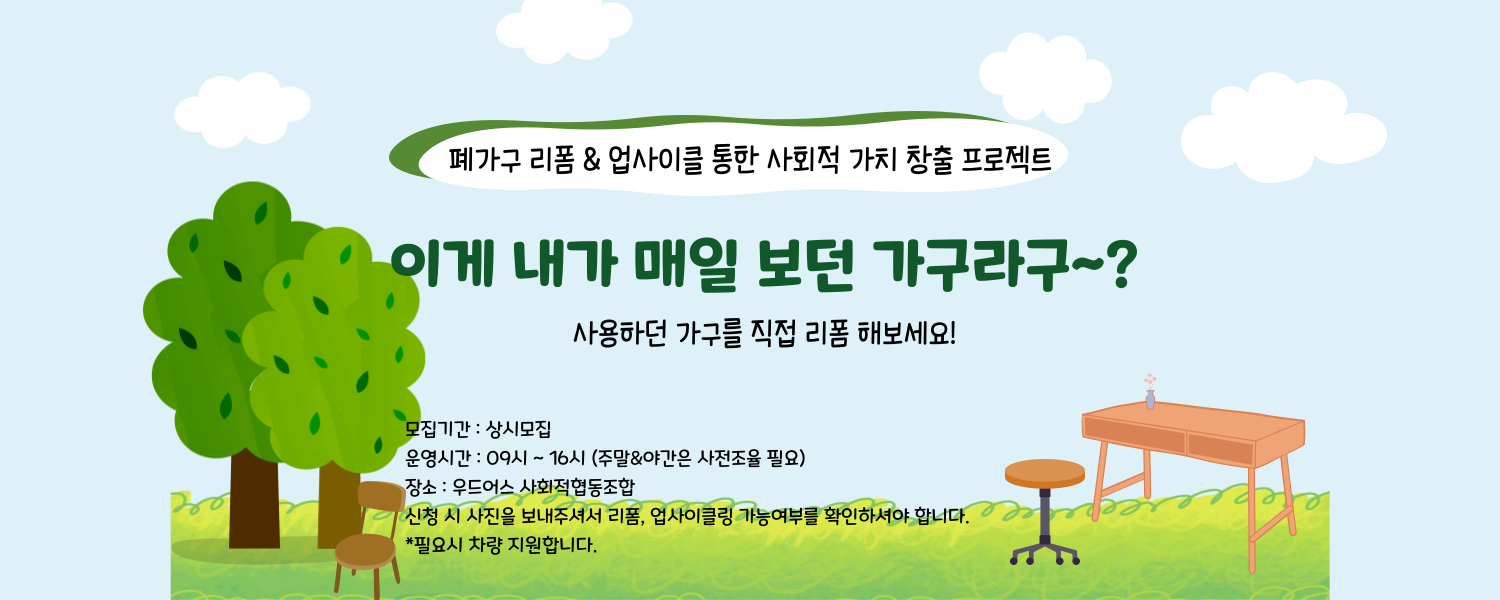 폐가구 리폼 & 업사이클 통한 사회적 가치 창출 프로젝트
이게 내가 매일 보던 가구라구~?
사용하던 가구를 직접 리폼 해보세요!
모집기간 : 상시모집
운영시간 : 09시 ~ 16시 (주말&야간은 사전조율 필요)
장소 : 우드어스 사회적협동조합
신청 시 사진을 보내주셔서 리폼, 업사이클링 가능여부를 확인하셔야 합니다.
*필요시 차량 지원합니다.